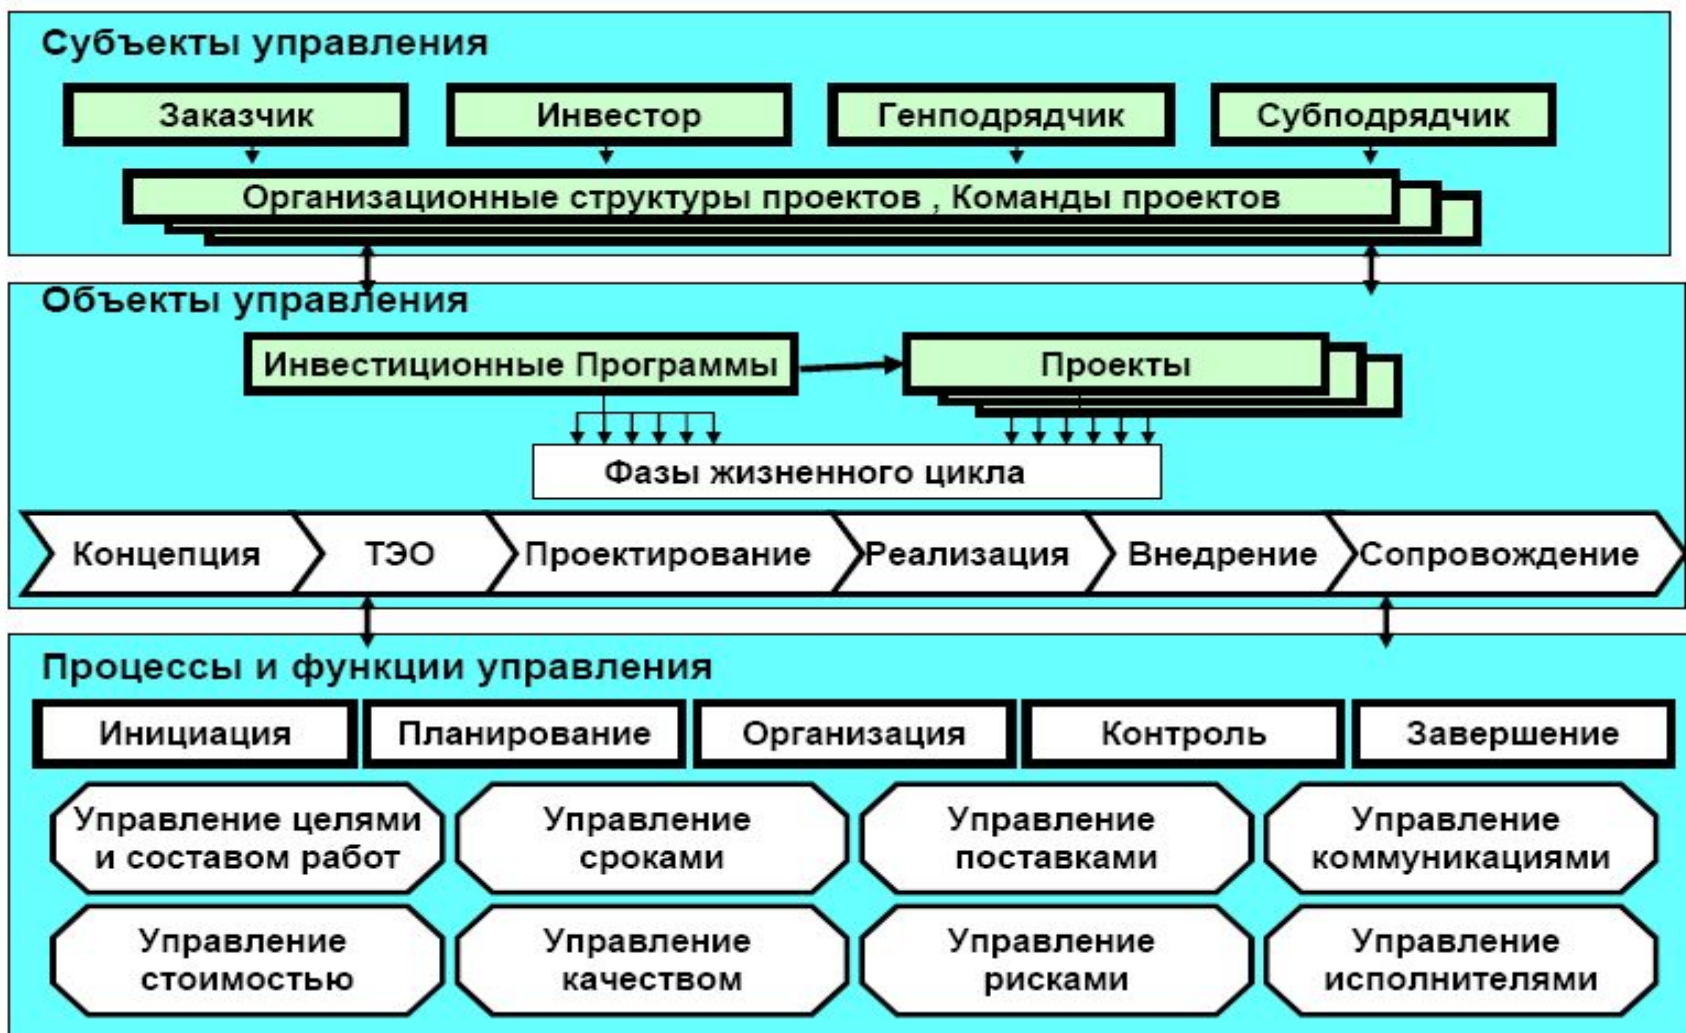 Субъекты управления
Заказчик
Инвестор
Генподрядчик
Субподрядчик
Организационные структуры проектов , Команды проектов
Объекты управления
Инвестиционные Программы
Проекты
Фазы жизненного цикла
Концепция
ТЭО
Проектирование
Реализация
Внедрение
Сопровождение
Процессы и функции управления
Инициация
Планирование
Организация
Контроль
Завершение
Управление целями
и составом работ
Управление
сроками
Управление
поставками
Управление
коммуникациями
Управление
стоимостью
Управление
качеством
Управление
рисками
Управление
исполнителями